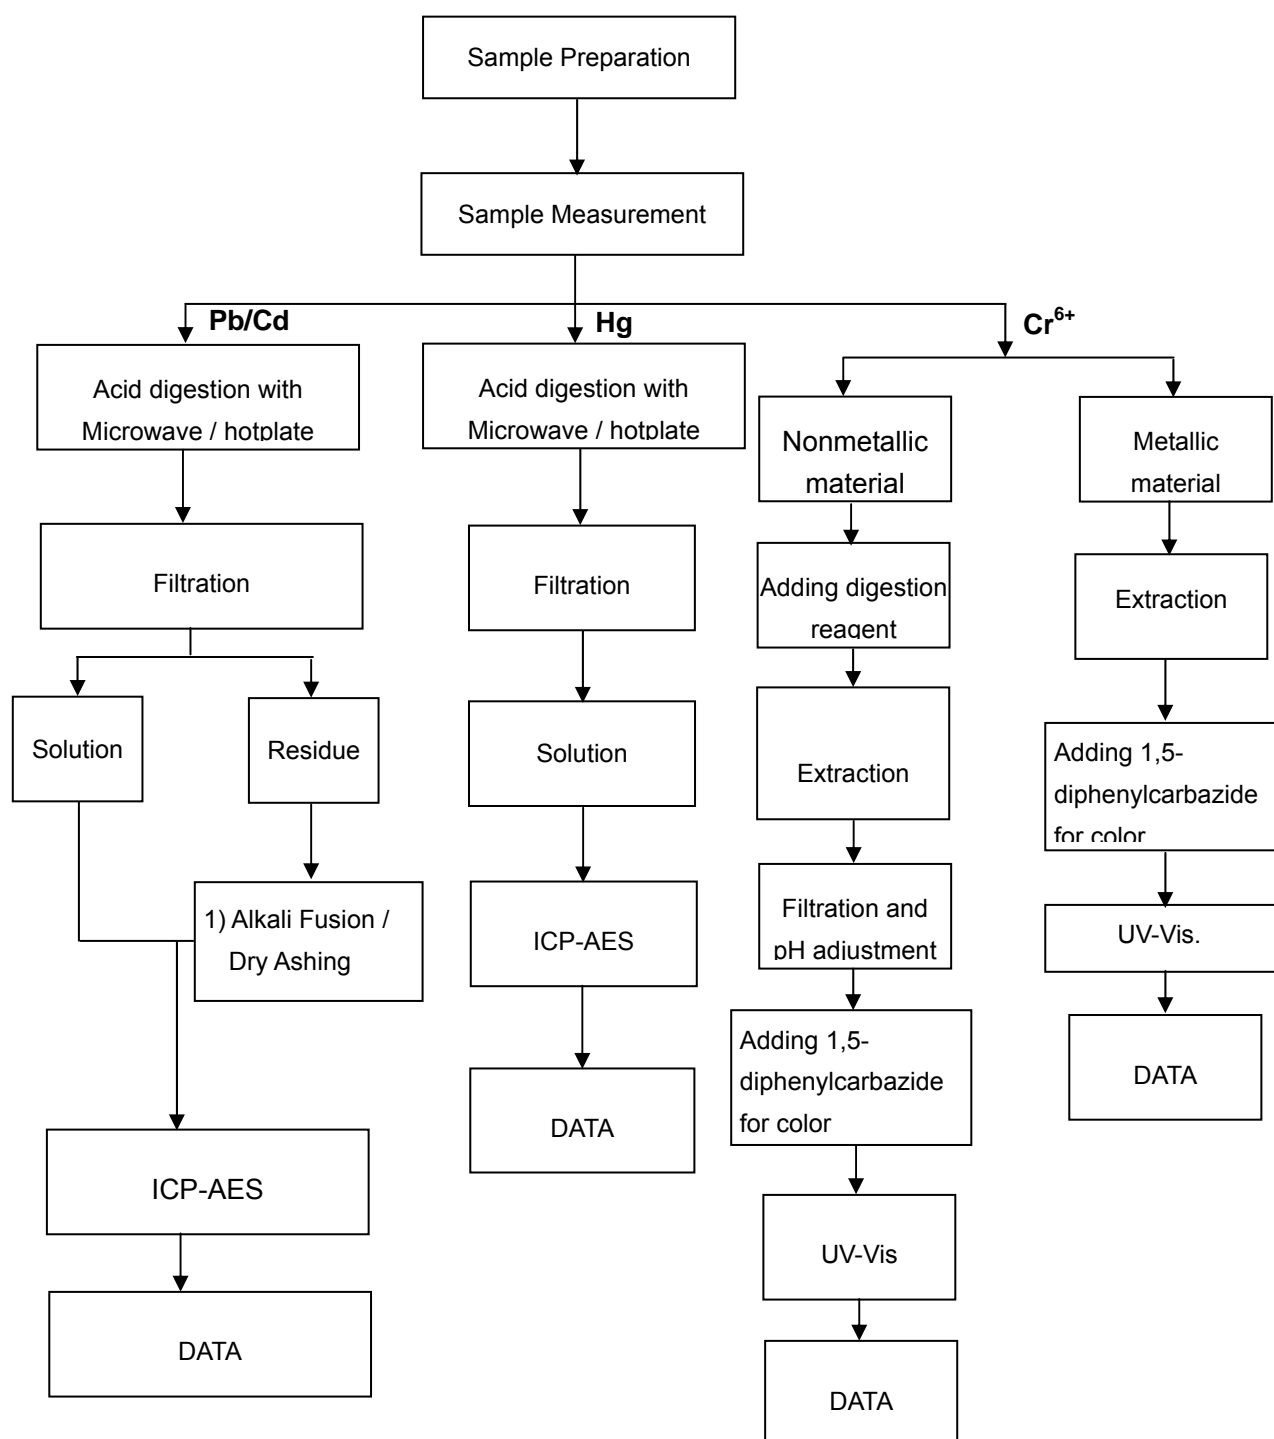 Sample Preparation
Sample Measurement
Pb/Cd
Hg
Cr6+
Acid digestion with
Microwave / hotplate
Filtration
Solution
Residue
1) Alkali Fusion /
Dry Ashing
ICP-AES
DATA
Acid digestion with
Microwave / hotplate
Filtration
Solution
ICP-AES
DATA
Nonmetallic
material
Adding digestion
reagent
Extraction
Filtration and
pH adjustment
Adding 1,5-
diphenylcarbazide
for color
UV-Vis
DATA
Metallic
material
Extraction
Adding 1,5-
diphenylcarbazide
for color
UV-Vis.
DATA